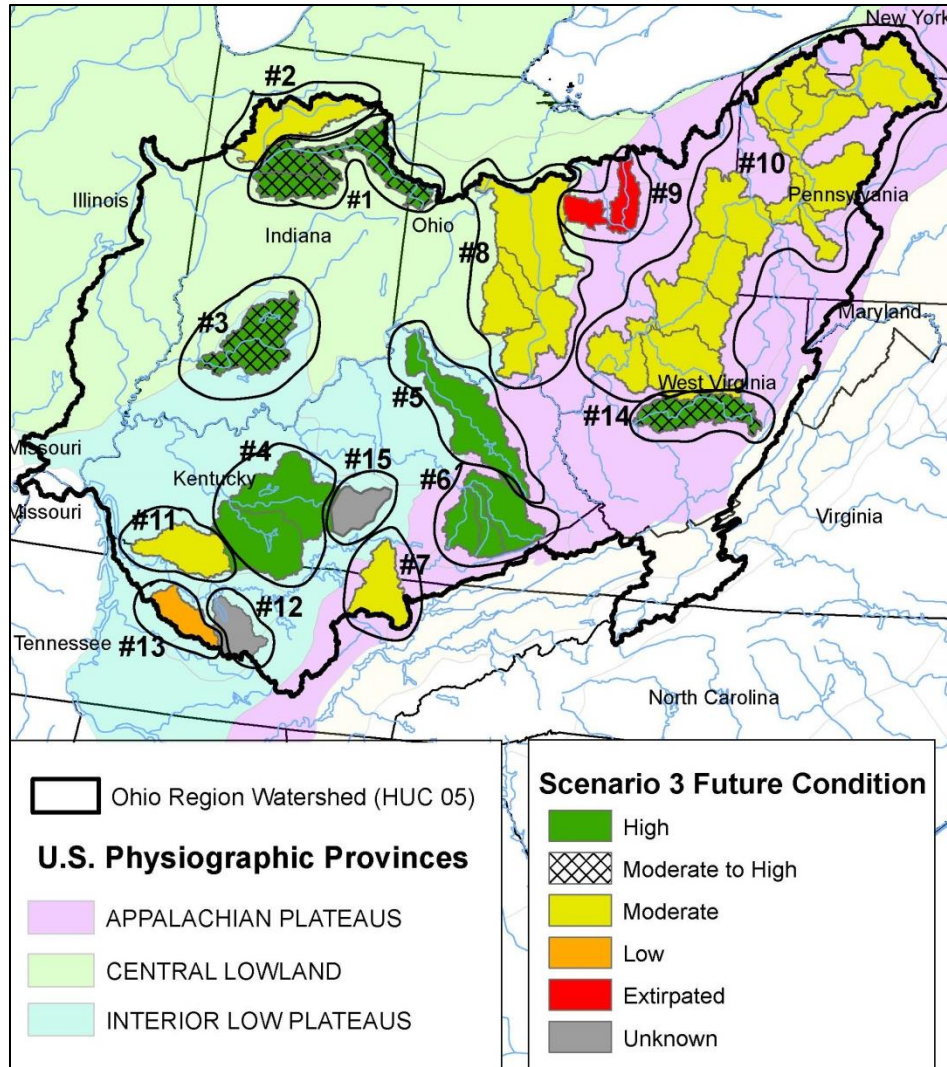 New York
#2
#10
Illinois
#1
#9
Pennsylvania
Ohio
Indiana
#8
#3
Maryland
#5
West Virginia
#14
Missouri
#4
#15
Kentucky
#6
Missouri
Virginia
#11
#7
#12
Tennessee
#13
North Carolina
Ohio Region Watershed (HUC 05)
U.S. Physiographic Provinces
APPALACHIAN PLATEAUS
CENTRAL LOWLAND
INTERIOR LOW PLATEAUS
Scenario 3 Future Condition
High
Moderate to High
Moderate
Low
Extirpated
Unknown